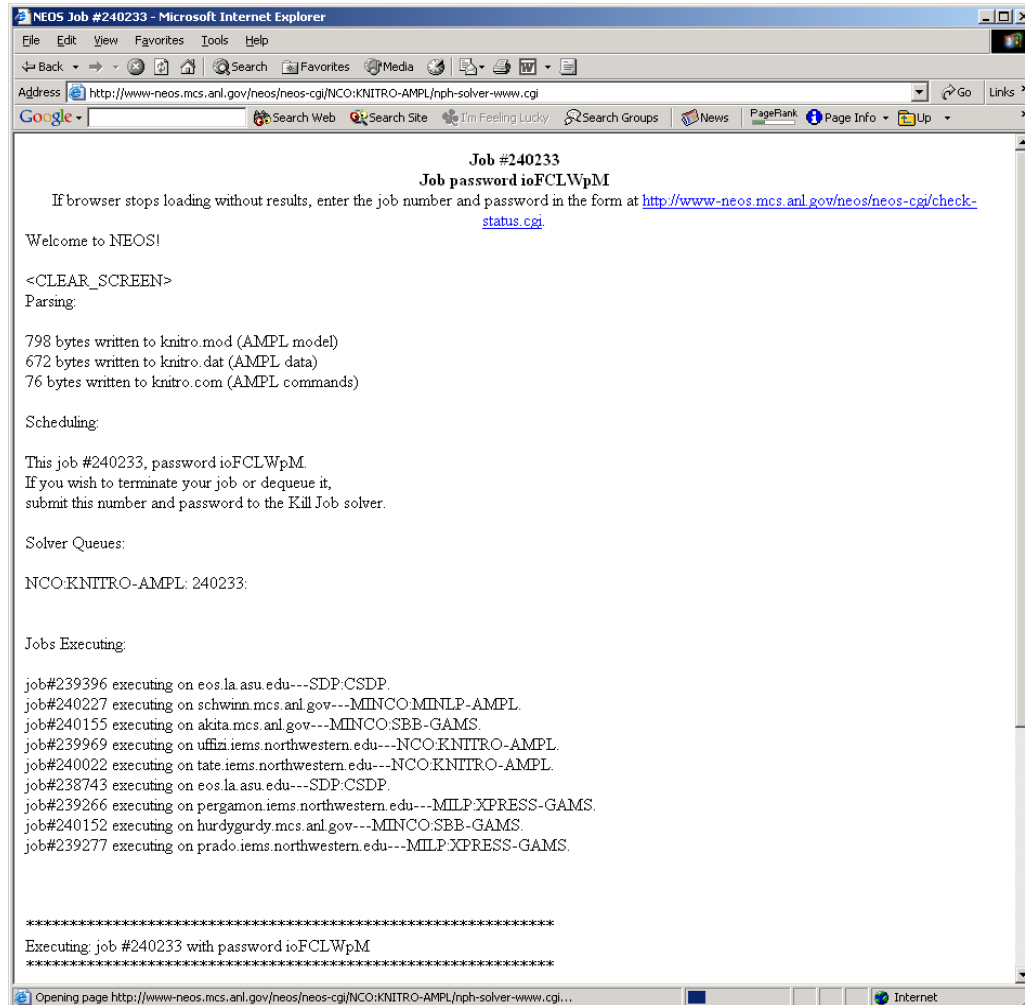 NEOS Job #240233 - Microsoft Internet Explorer
File Edit View Favorites Tools Help
Back Search Favorites Media
Address http://www-neos.mcs.anl.gov/neos/neos-cgi/NCO:KNITRO-AMPL/nph-solver-www.cgi Go Links
Google Search Web Search Site I'm Feeling Lucky Search Groups News PageRank Page Info Up
Job #240233
Job password ioFCLWpM
If browser stops loading without results, enter the job number and password in the form at http://www-neos.mcs.anl.gov/neos/neos-cgi/check-
status.cgi.
Welcome to NEOS!
<CLEAR_SCREEN>
Parsing:
798 bytes written to knitro.mod (AMPL model)
672 bytes written to knitro.dat (AMPL data)
76 bytes written to knitro.com (AMPL commands)
Scheduling:
This job #240233, password ioFCLWpM.
If you wish to terminate your job or dequeue it,
submit this number and password to the Kill Job solver.
Solver Queues:
NCO:KNITRO-AMPL: 240233:
Jobs Executing:
job#239396 executing on eos.la.asu.edu---SDP:CSDP.
job#240227 executing on schwinn.mcs.anl.gov---MINCO:MINLP-AMPL.
job#240155 executing on akita.mcs.anl.gov---MINCO:SBB-GAMS.
job#239969 executing on uffizi.iems.northwestern.edu---NCO:KNITRO-AMPL.
job#240022 executing on tate.iems.northwestern.edu---NCO:KNITRO-AMPL.
job#238743 executing on eos.la.asu.edu---SDP:CSDP.
job#239266 executing on pergamon.iems.northwestern.edu---MILP:XPRESS-GAMS.
job#240152 executing on hurdygurdy.mcs.anl.gov---MINCO:SBB-GAMS.
job#239277 executing on prado.iems.northwestern.edu---MILP:XPRESS-GAMS.
*************************************************************
Executing: job #240233 with password ioFCLWpM
*************************************************************
Opening page http://www-neos.mcs.anl.gov/neos/neos-cgi/NCO:KNITRO-AMPL/nph-solver-www.cgi... Internet